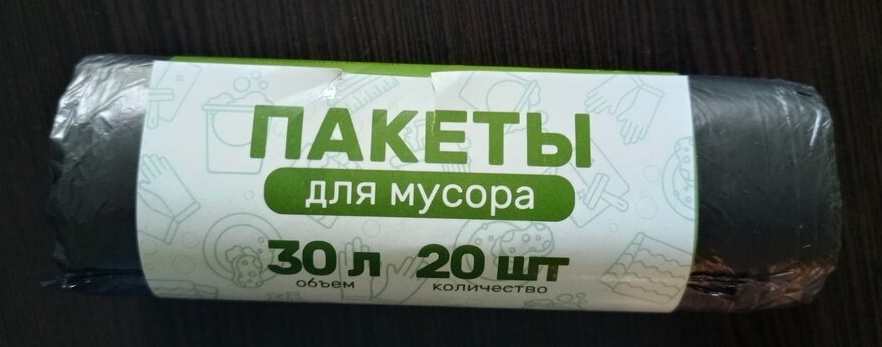 ПАКЕТЫ
для мусора
30 л 20 шт
объем количество